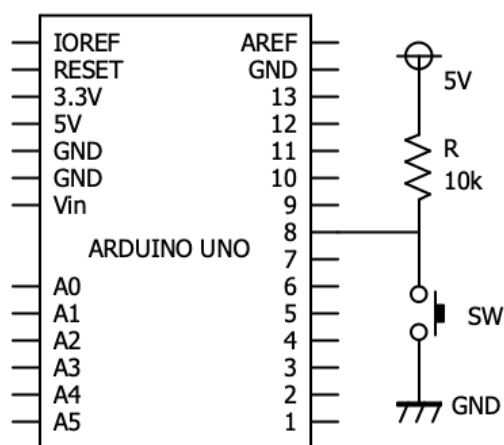 IOREF
RESET
3.3V
5V
GND
GND
Vin
A0
A1
A2
A3
A4
A5
ARDUINO UNO
AREF
GND
13
12
11
10
9
8
7
6
5
4
3
2
1
5V
R
10k
SW
GND